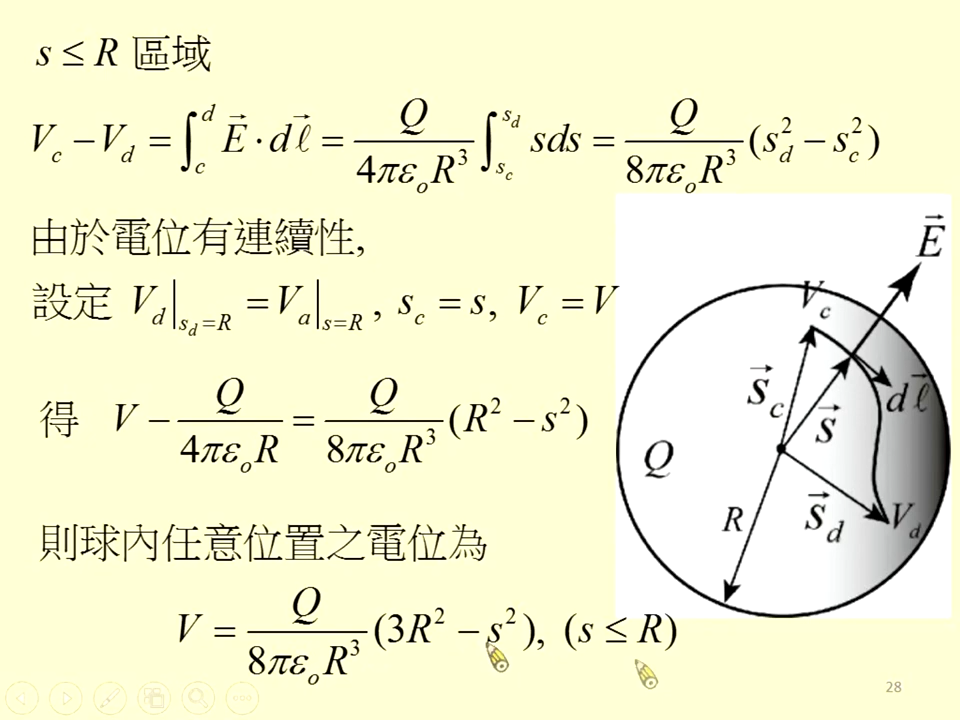 s ≤ R 區域
V_c − V_d = ∫_c^d E⃗ · dℓ⃗ = Q / (4πε_o R³) ∫_{s_c}^{s_d} sds = Q / (8πε_o R³) (s_d² − s_c²)
由於電位有連續性,
設定 V_d|_{s_d=R} = V_a|_{s=R} , s_c = s, V_c = V
得 V − Q / (4πε_o R) = Q / (8πε_o R³) (R² − s²)
則球內任意位置之電位為
V = Q / (8πε_o R³) (3R² − s²), (s ≤ R)
E⃗
V_c
s⃗_c
dℓ⃗
s⃗
Q
R
s⃗_d
V_d
28